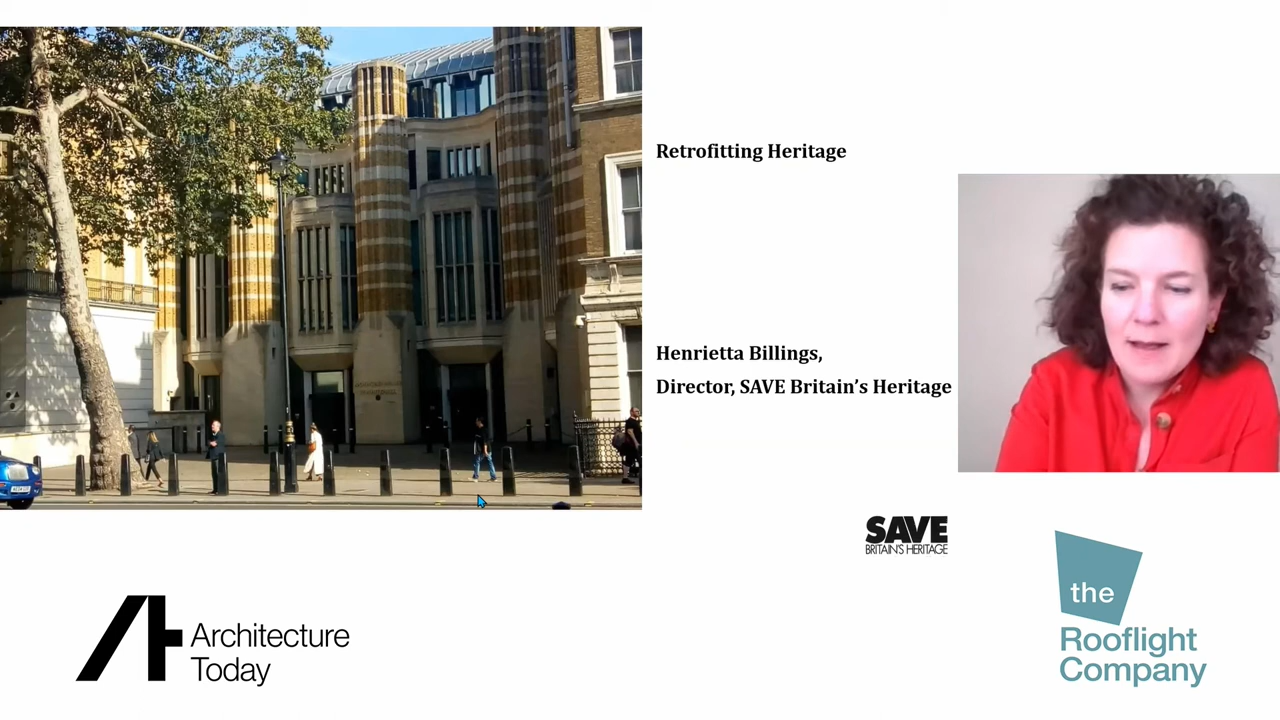 Retrofitting Heritage
Henrietta Billings,
Director, SAVE Britain's Heritage
SAVE
BRITAIN'S HERITAGE
Architecture
Today
the
Rooflight
Company